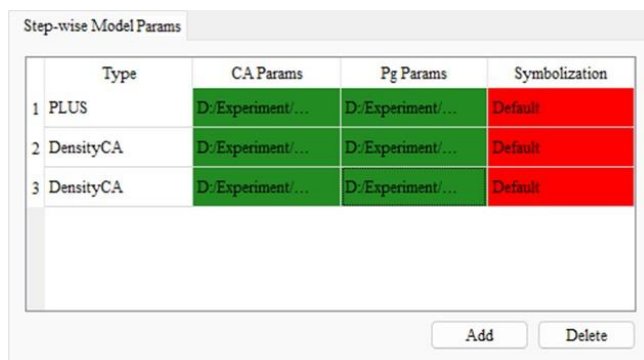 Step-wise Model Params
Type CA Params Pg Params Symbolization
1 PLUS D:/Experiment/... D:/Experiment/... Default
2 DensityCA D:/Experiment/... D:/Experiment/... Default
3 DensityCA D:/Experiment/... D:/Experiment/... Default
Add Delete